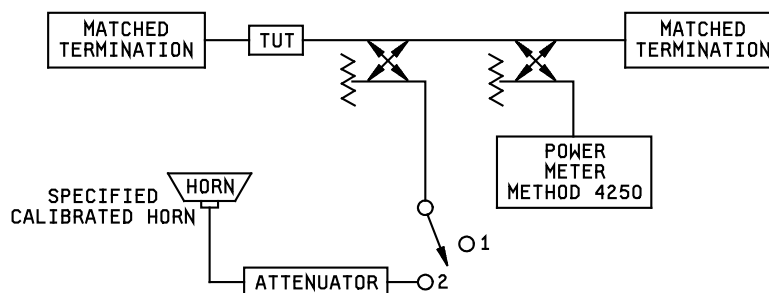 MATCHED
TERMINATION
TUT
MATCHED
TERMINATION
POWER
METER
METHOD 4250
HORN
SPECIFIED
CALIBRATED HORN
1
ATTENUATOR
2